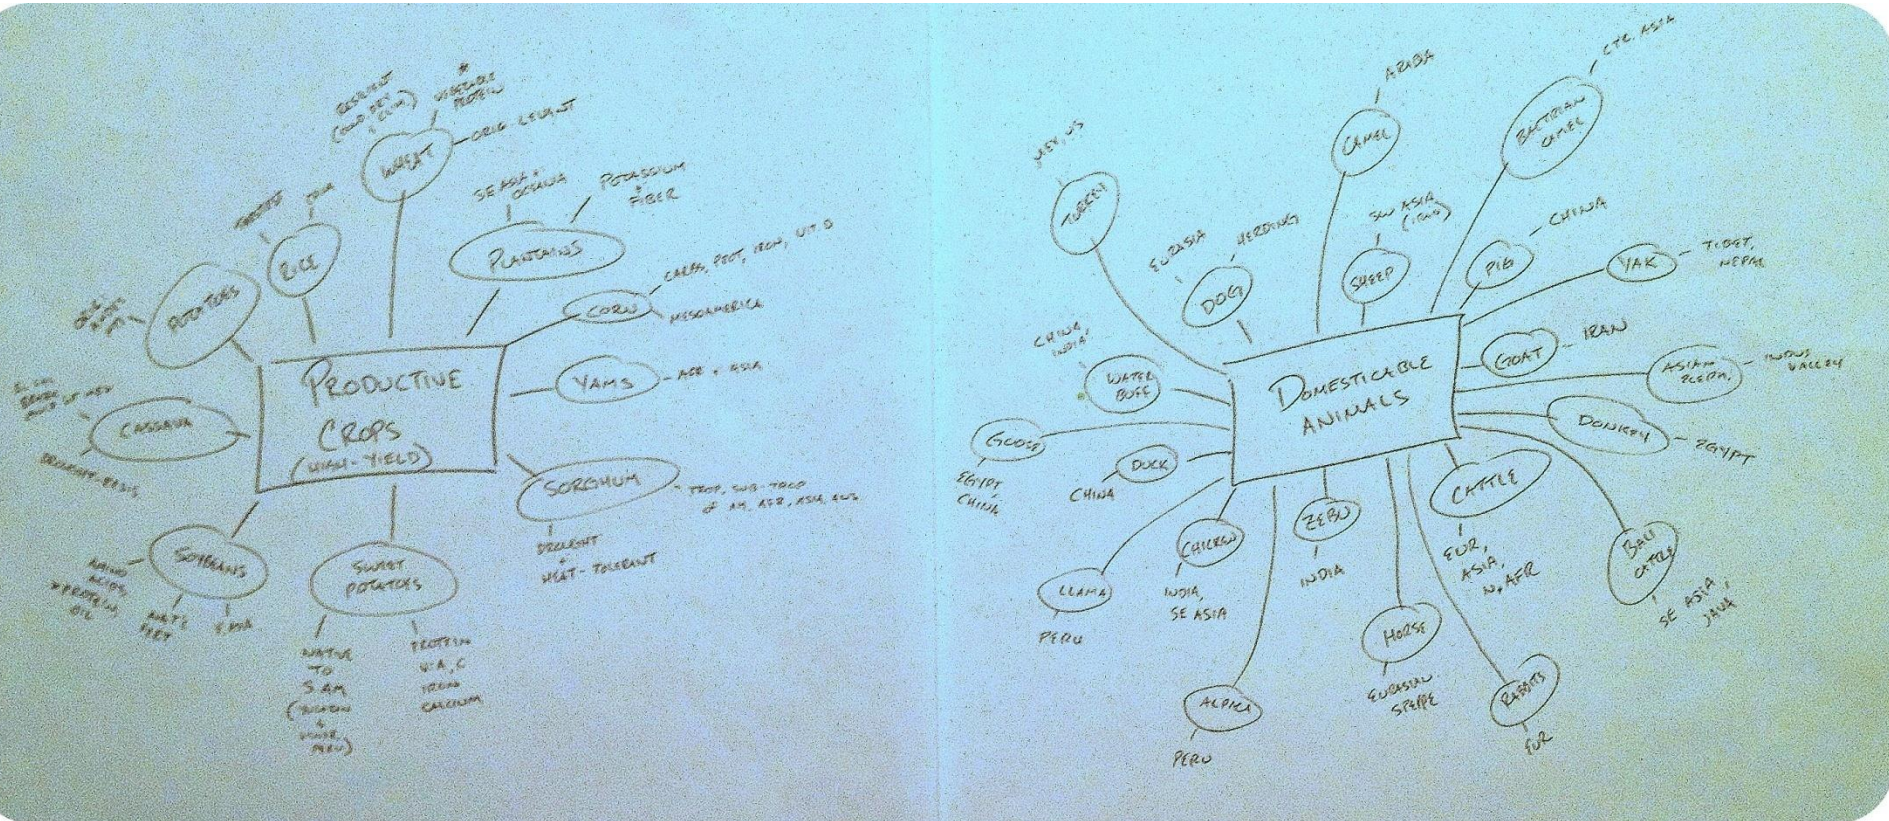 RESILIENT
*
VEGETABLE
PROTEIN
WHEAT
ORIG. LEVANT
SE ASIA +
OCEANIA
POTASSIUM
+
FIBER
PLANTAINS
RICE
POTATOES
CARBS, PROT, IRON, VIT. B
CORN
MESOAMERICA
PRODUCTIVE
CROPS
(HIGH-YIELD)
YAMS
AFR + ASIA
CASSAVA
SORGHUM
TROP, SUB-TROP
OF AM, AFR, ASIA, AUS
DROUGHT
+
HEAT-TOLERANT
SOYBEANS
AMINO
ACIDS,
PROTEIN,
OIL
E. ASIA
SWEET
POTATOES
NATIVE
TO
S. AM
PROTEIN
V. A, C
IRON
CALCIUM
MEX, US
TURKEY
ARIBA
CAMEL
CTR. ASIA
BACTRIAN
CAMEL
EURASIA
HERDING
DOG
SW ASIA
SHEEP
CHINA
PIG
TIBET,
NEPAL
YAK
CHINA,
INDIA,
WATER
BUFF
IRAN
GOAT
ASIAN
ELEPH.
INDUS
VALLEY
DOMESTICABLE
ANIMALS
GOOSE
EGYPT,
CHINA
DUCK
CHINA
DONKEY
EGYPT
CATTLE
EUR,
ASIA,
N. AFR
BALI
CATTLE
SE ASIA,
JAVA
LLAMA
PERU
CHICKEN
INDIA,
SE ASIA
ZEBU
INDIA
HORSE
EURASIAN
STEPPE
ALPACA
PERU
RABBITS
EUR